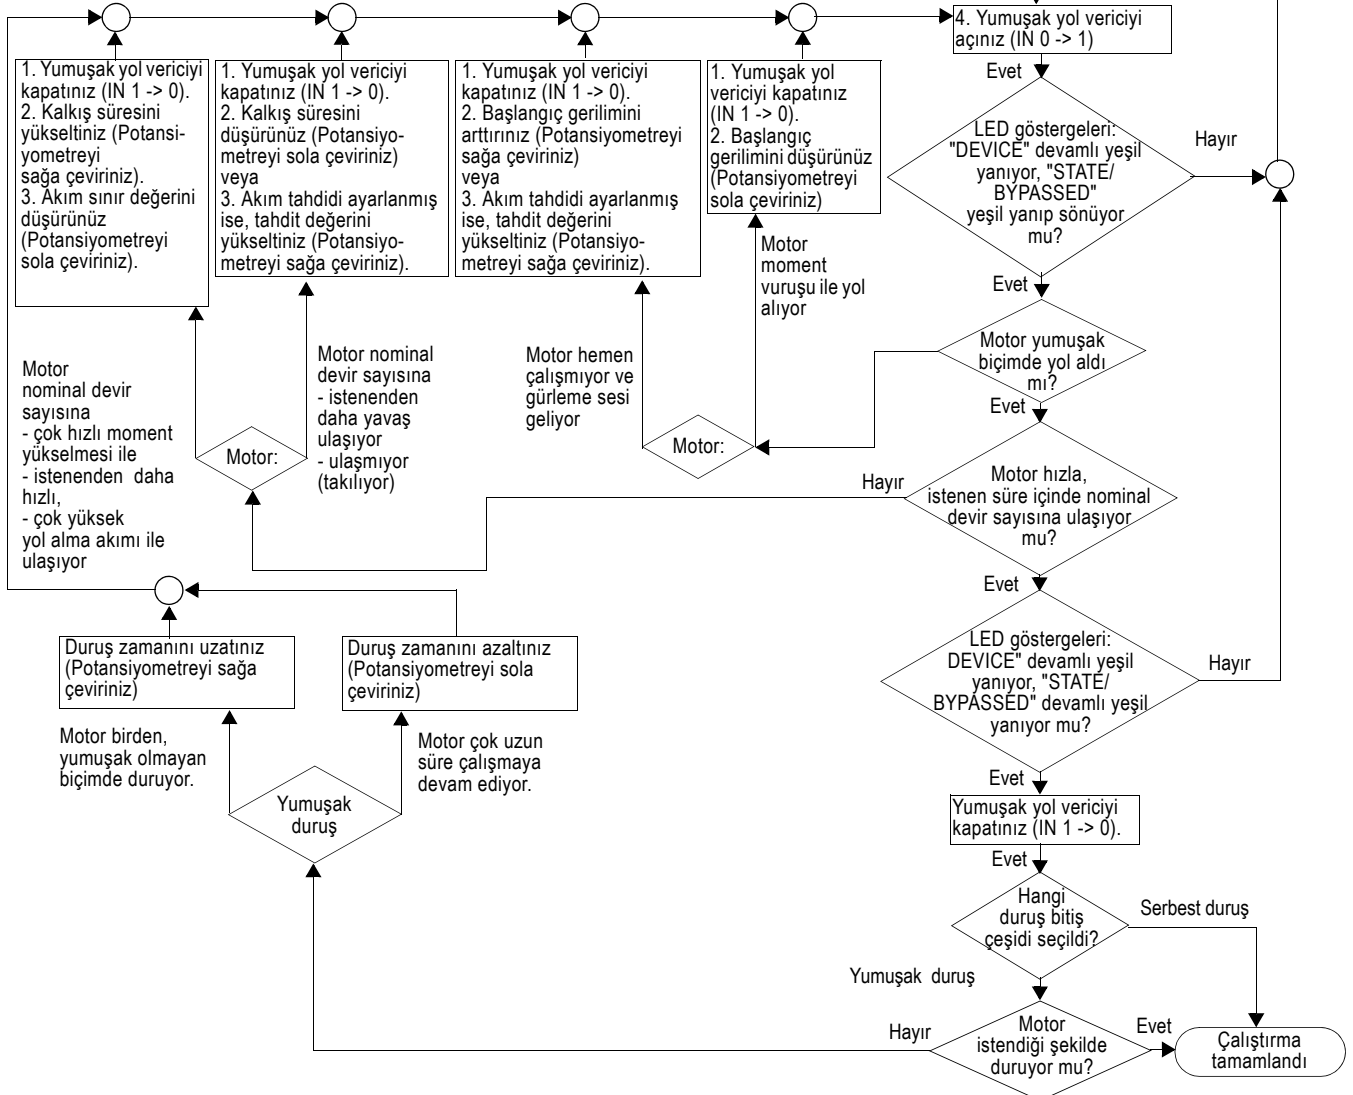 4. Yumuşak yol vericiyi
açınız (IN 0 -> 1)
Evet
1. Yumuşak yol vericiyi
kapatınız (IN 1 -> 0).
2. Kalkış süresini
yükseltiniz (Potansi-
yometreyi
sağa çeviriniz).
3. Akım sınır değerini
düşürünüz
(Potansiyometreyi
sola çeviriniz).
1. Yumuşak yol vericiyi
kapatınız (IN 1 -> 0).
2. Kalkış süresini
düşürünüz (Potansiyo-
metreyi sola çeviriniz)
veya
3. Akım tahdidi ayarlanmış
ise, tahdit değerini
yükseltiniz (Potansiyo-
metreyi sağa çeviriniz).
1. Yumuşak yol vericiyi
kapatınız (IN 1 -> 0).
2. Başlangıç gerilimini
arttırınız (Potansiyometreyi
sağa çeviriniz)
veya
3. Akım tahdidi ayarlanmış
ise, tahdit değerini
yükseltiniz (Potansiyo-
metreyi sağa çeviriniz).
1. Yumuşak yol
vericiyi kapatınız
(IN 1 -> 0).
2. Başlangıç
gerilimini düşürünüz
(Potansiyometreyi
sola çeviriniz)
LED göstergeleri:
"DEVICE" devamlı yeşil
yanıyor, "STATE/
BYPASSED"
yeşil yanıp sönüyor
mu?
Hayır
Evet
Motor
moment
vuruşu ile yol
alıyor
Motor yumuşak
biçimde yol aldı
mı?
Evet
Motor
nominal devir
sayısına
- çok hızlı moment
yükselmesi ile
- istenenden  daha
hızlı,
- çok yüksek
yol alma akımı ile
ulaşıyor
Motor:
Motor nominal
devir sayısına
- istenenden
daha yavaş
ulaşıyor
- ulaşmıyor
(takılıyor)
Motor hemen
çalışmıyor ve
gürleme sesi
geliyor
Motor:
Hayır
Motor hızla,
istenen süre içinde nominal
devir sayısına ulaşıyor
mu?
Evet
LED göstergeleri:
DEVICE" devamlı yeşil
yanıyor, "STATE/
BYPASSED" devamlı yeşil
yanıyor mu?
Hayır
Duruş zamanını uzatınız
(Potansiyometreyi sağa
çeviriniz)
Duruş zamanını azaltınız
(Potansiyometreyi sola
çeviriniz)
Motor birden,
yumuşak olmayan
biçimde duruyor.
Motor çok uzun
süre çalışmaya
devam ediyor.
Yumuşak
duruş
Evet
Yumuşak yol vericiyi
kapatınız (IN 1 -> 0).
Evet
Hangi
duruş bitiş
çeşidi seçildi?
Serbest duruş
Yumuşak  duruş
Hayır
Motor
istendiği şekilde
duruyor mu?
Evet
Çalıştırma
tamamlandı